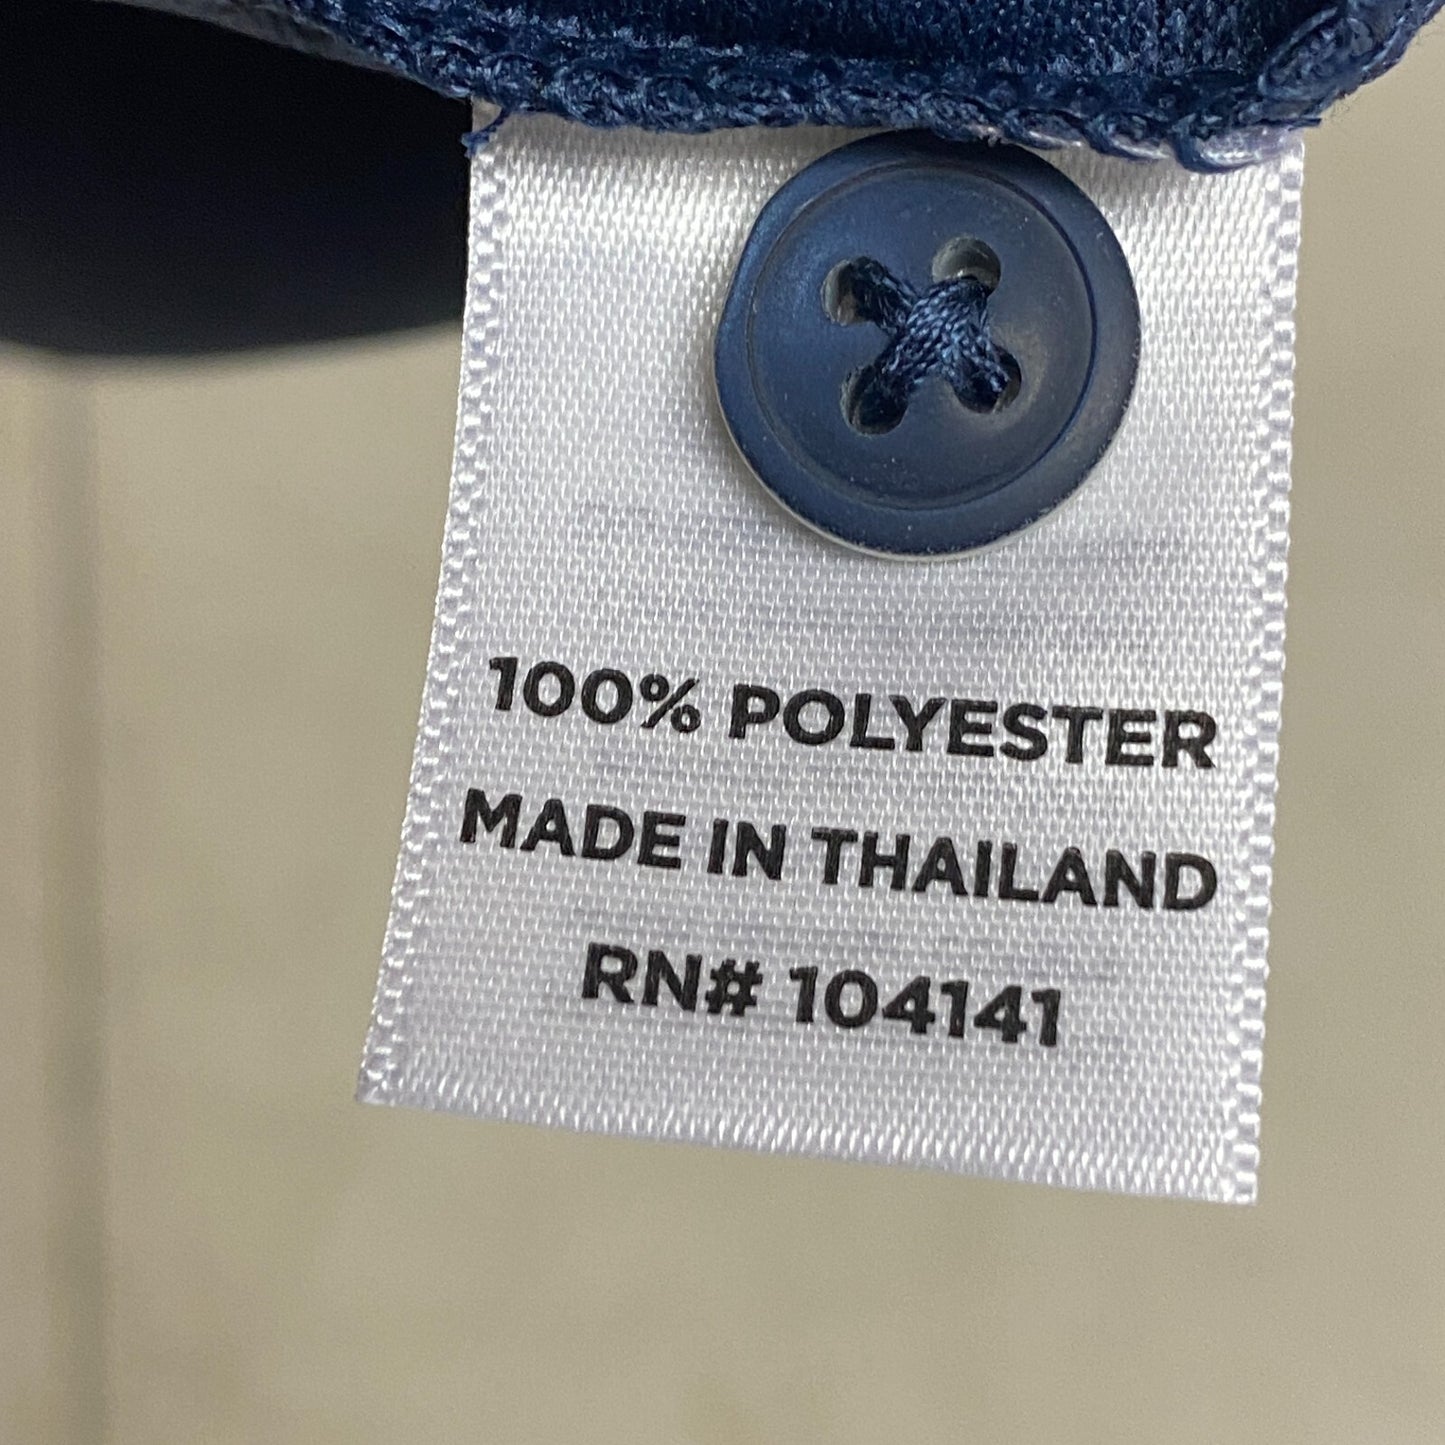 100% POLYESTER
MADE IN THAILAND
RN# 104141